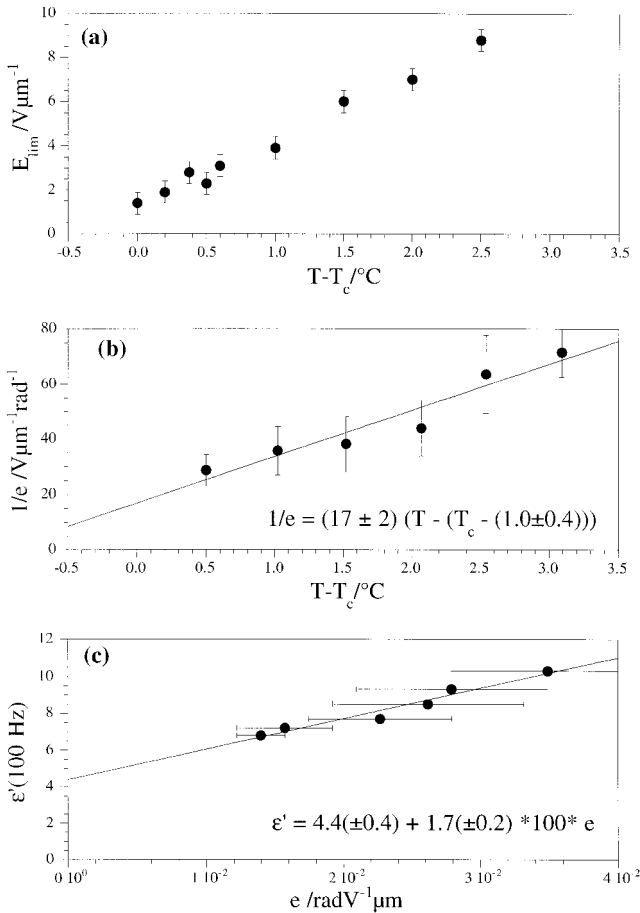 (a)
10
8
6
4
2
0
E_lim /Vμm⁻¹
-0.5 0.0 0.5 1.0 1.5 2.0 2.5 3.0 3.5
T-T_c/°C
(b)
80
60
40
20
0
1/e /Vμm⁻¹rad⁻¹
1/e = (17 ± 2) (T - (T_c - (1.0±0.4)))
-0.5 0.0 0.5 1.0 1.5 2.0 2.5 3.0 3.5
T-T_c/°C
(c)
12
10
8
6
4
2
0
ε'(100 Hz)
ε' = 4.4(±0.4) + 1.7(±0.2) *100* e
0 10⁰ 1 10⁻² 2 10⁻² 3 10⁻² 4 10⁻²
e /radV⁻¹μm